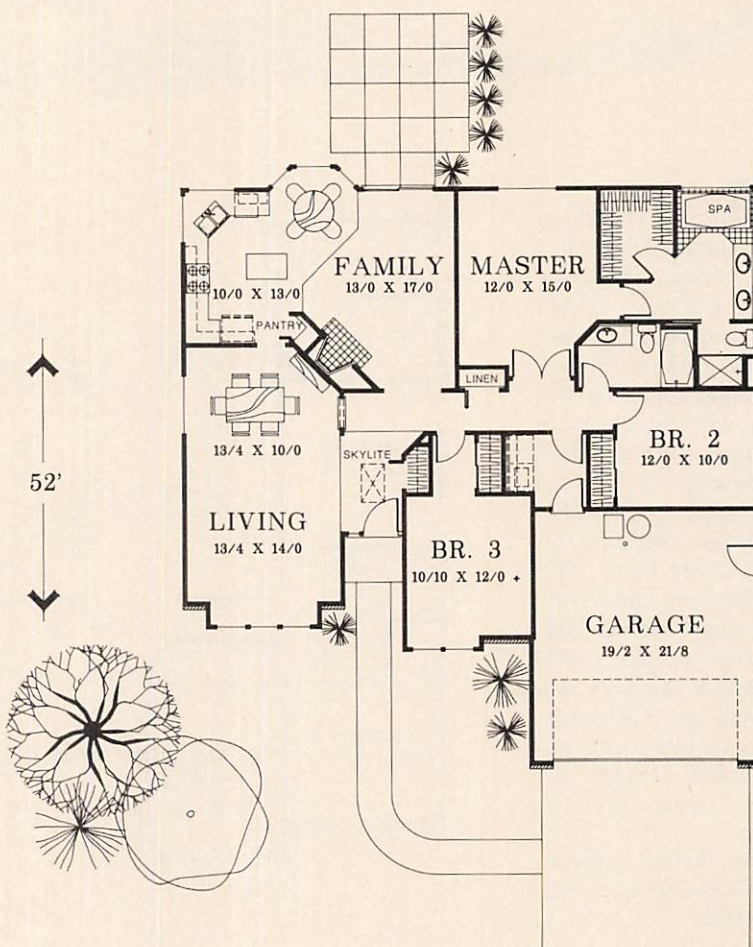 SPA
FAMILY
13/0 X 17/0
MASTER
12/0 X 15/0
10/0 X 13/0
PANTRY
LINEN
13/4 X 10/0
SKYLITE
BR. 2
12/0 X 10/0
52'
LIVING
13/4 X 14/0
BR. 3
10/10 X 12/0 +
GARAGE
19/2 X 21/8